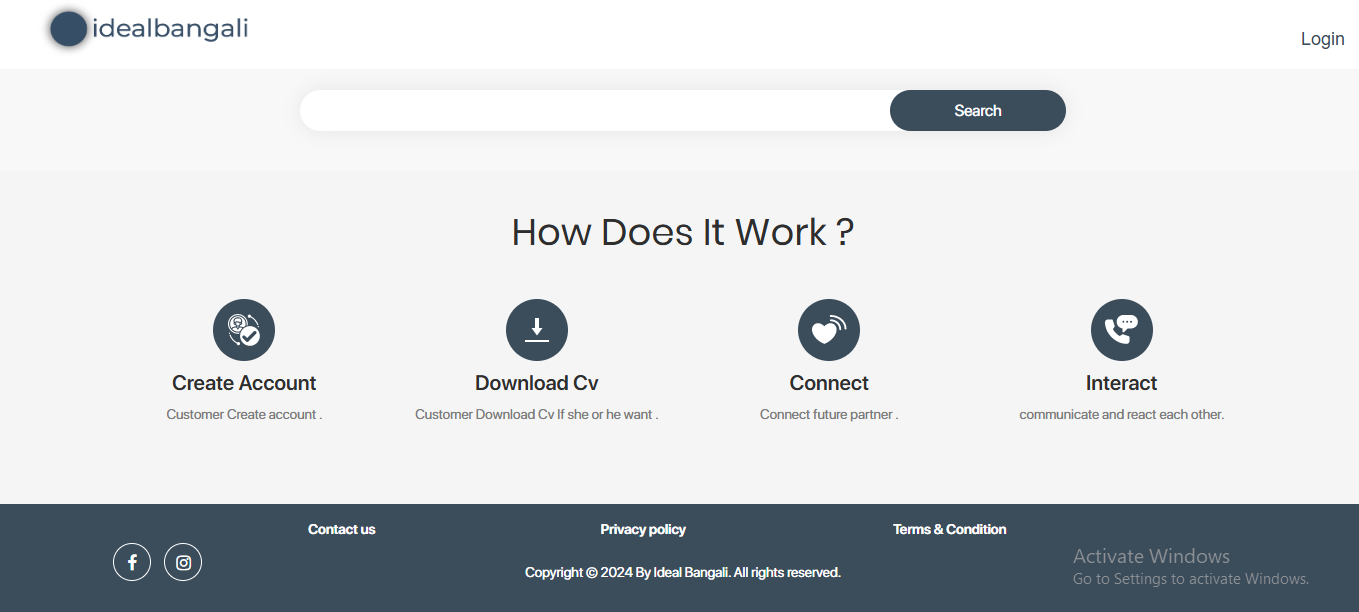 idealbangali
Login
Search
How Does It Work ?
Create Account
Download Cv
Connect
Interact
Customer Create account .
Customer Download Cv If she or he want .
Connect future partner .
communicate and react each other.
Contact us
Privacy policy
Terms & Condition
Copyright © 2024 By Ideal Bangali. All rights reserved.
Activate Windows
Go to Settings to activate Windows.